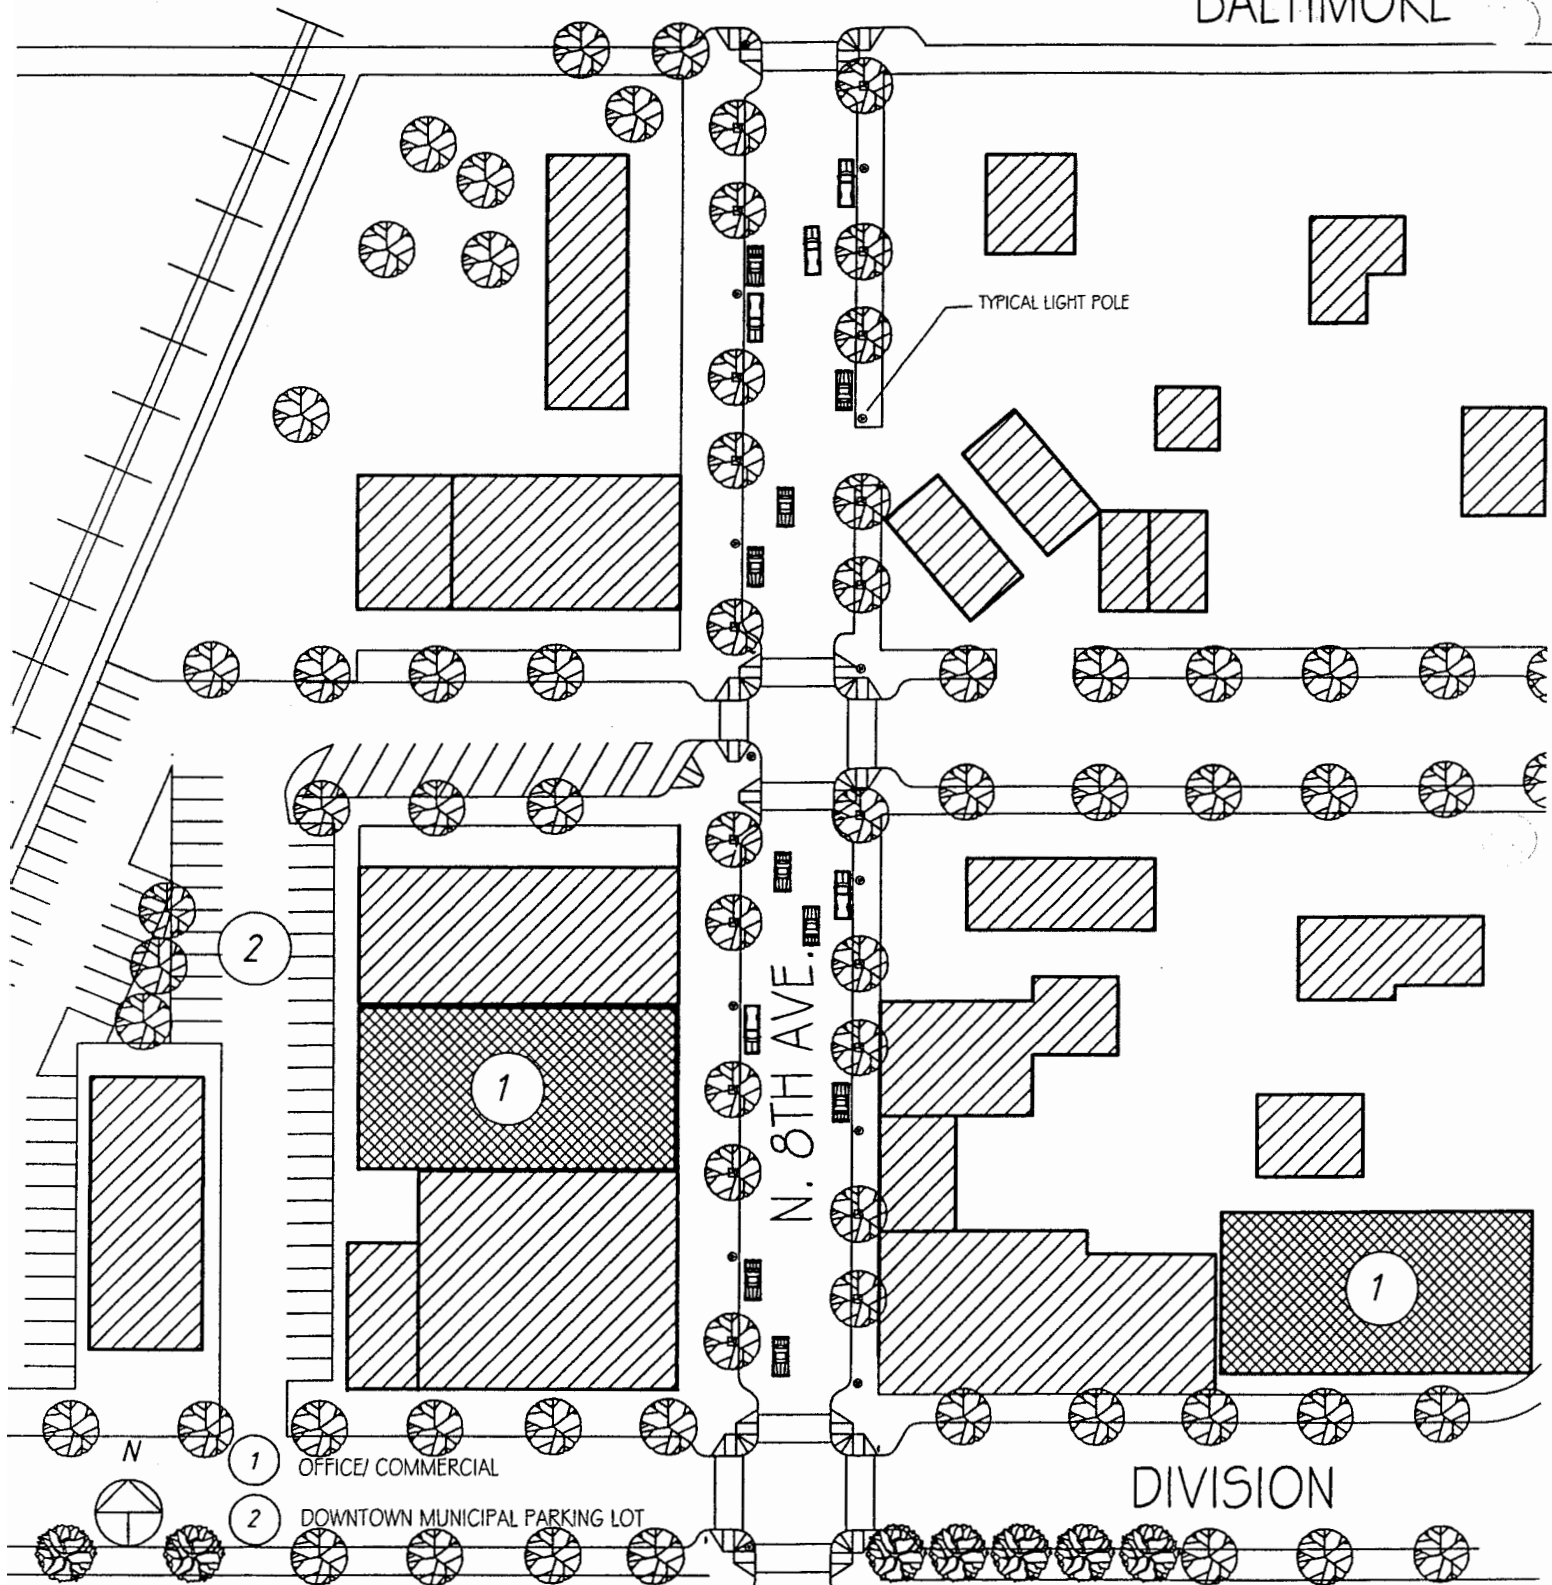 BALTIMORE
TYPICAL LIGHT POLE
2
1
N. 8TH AVE.
1
N
1 OFFICE/ COMMERCIAL
DIVISION
2 DOWNTOWN MUNICIPAL PARKING LOT